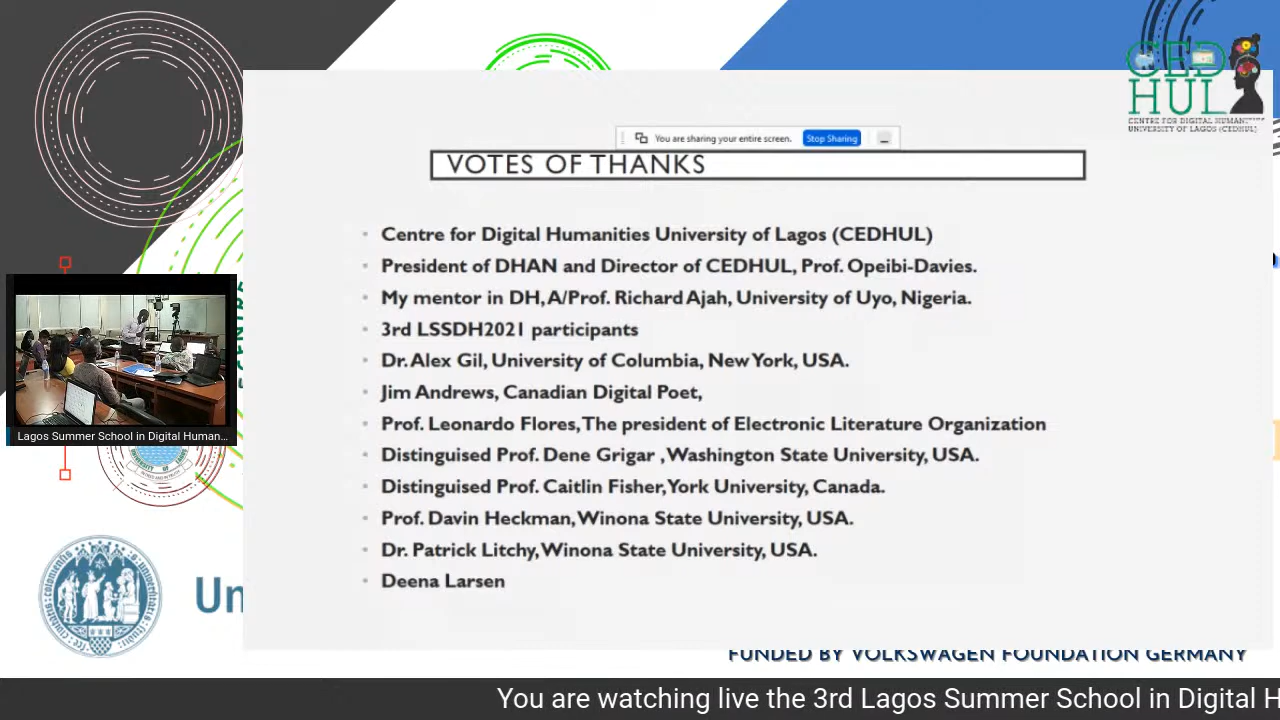 CEDHUL
CENTRE FOR DIGITAL HUMANITIES
UNIVERSITY OF LAGOS (CEDHUL)
You are sharing your entire screen.
Stop Sharing
VOTES OF THANKS
Centre for Digital Humanities University of Lagos (CEDHUL)
President of DHAN and Director of CEDHUL, Prof. Opeibi-Davies.
My mentor in DH, A/Prof. Richard Ajah, University of Uyo, Nigeria.
3rd LSSDH2021 participants
Dr. Alex Gil, University of Columbia, New York, USA.
Jim Andrews, Canadian Digital Poet,
Prof. Leonardo Flores, The president of Electronic Literature Organization
Distinguised Prof. Dene Grigar , Washington State University, USA.
Distinguised Prof. Caitlin Fisher, York University, Canada.
Prof. Davin Heckman, Winona State University, USA.
Dr. Patrick Litchy, Winona State University, USA.
Deena Larsen
Lagos Summer School in Digital Human...
Un
FUNDED BY VOLKSWAGEN FOUNDATION GERMANY
You are watching live the 3rd Lagos Summer School in Digital H